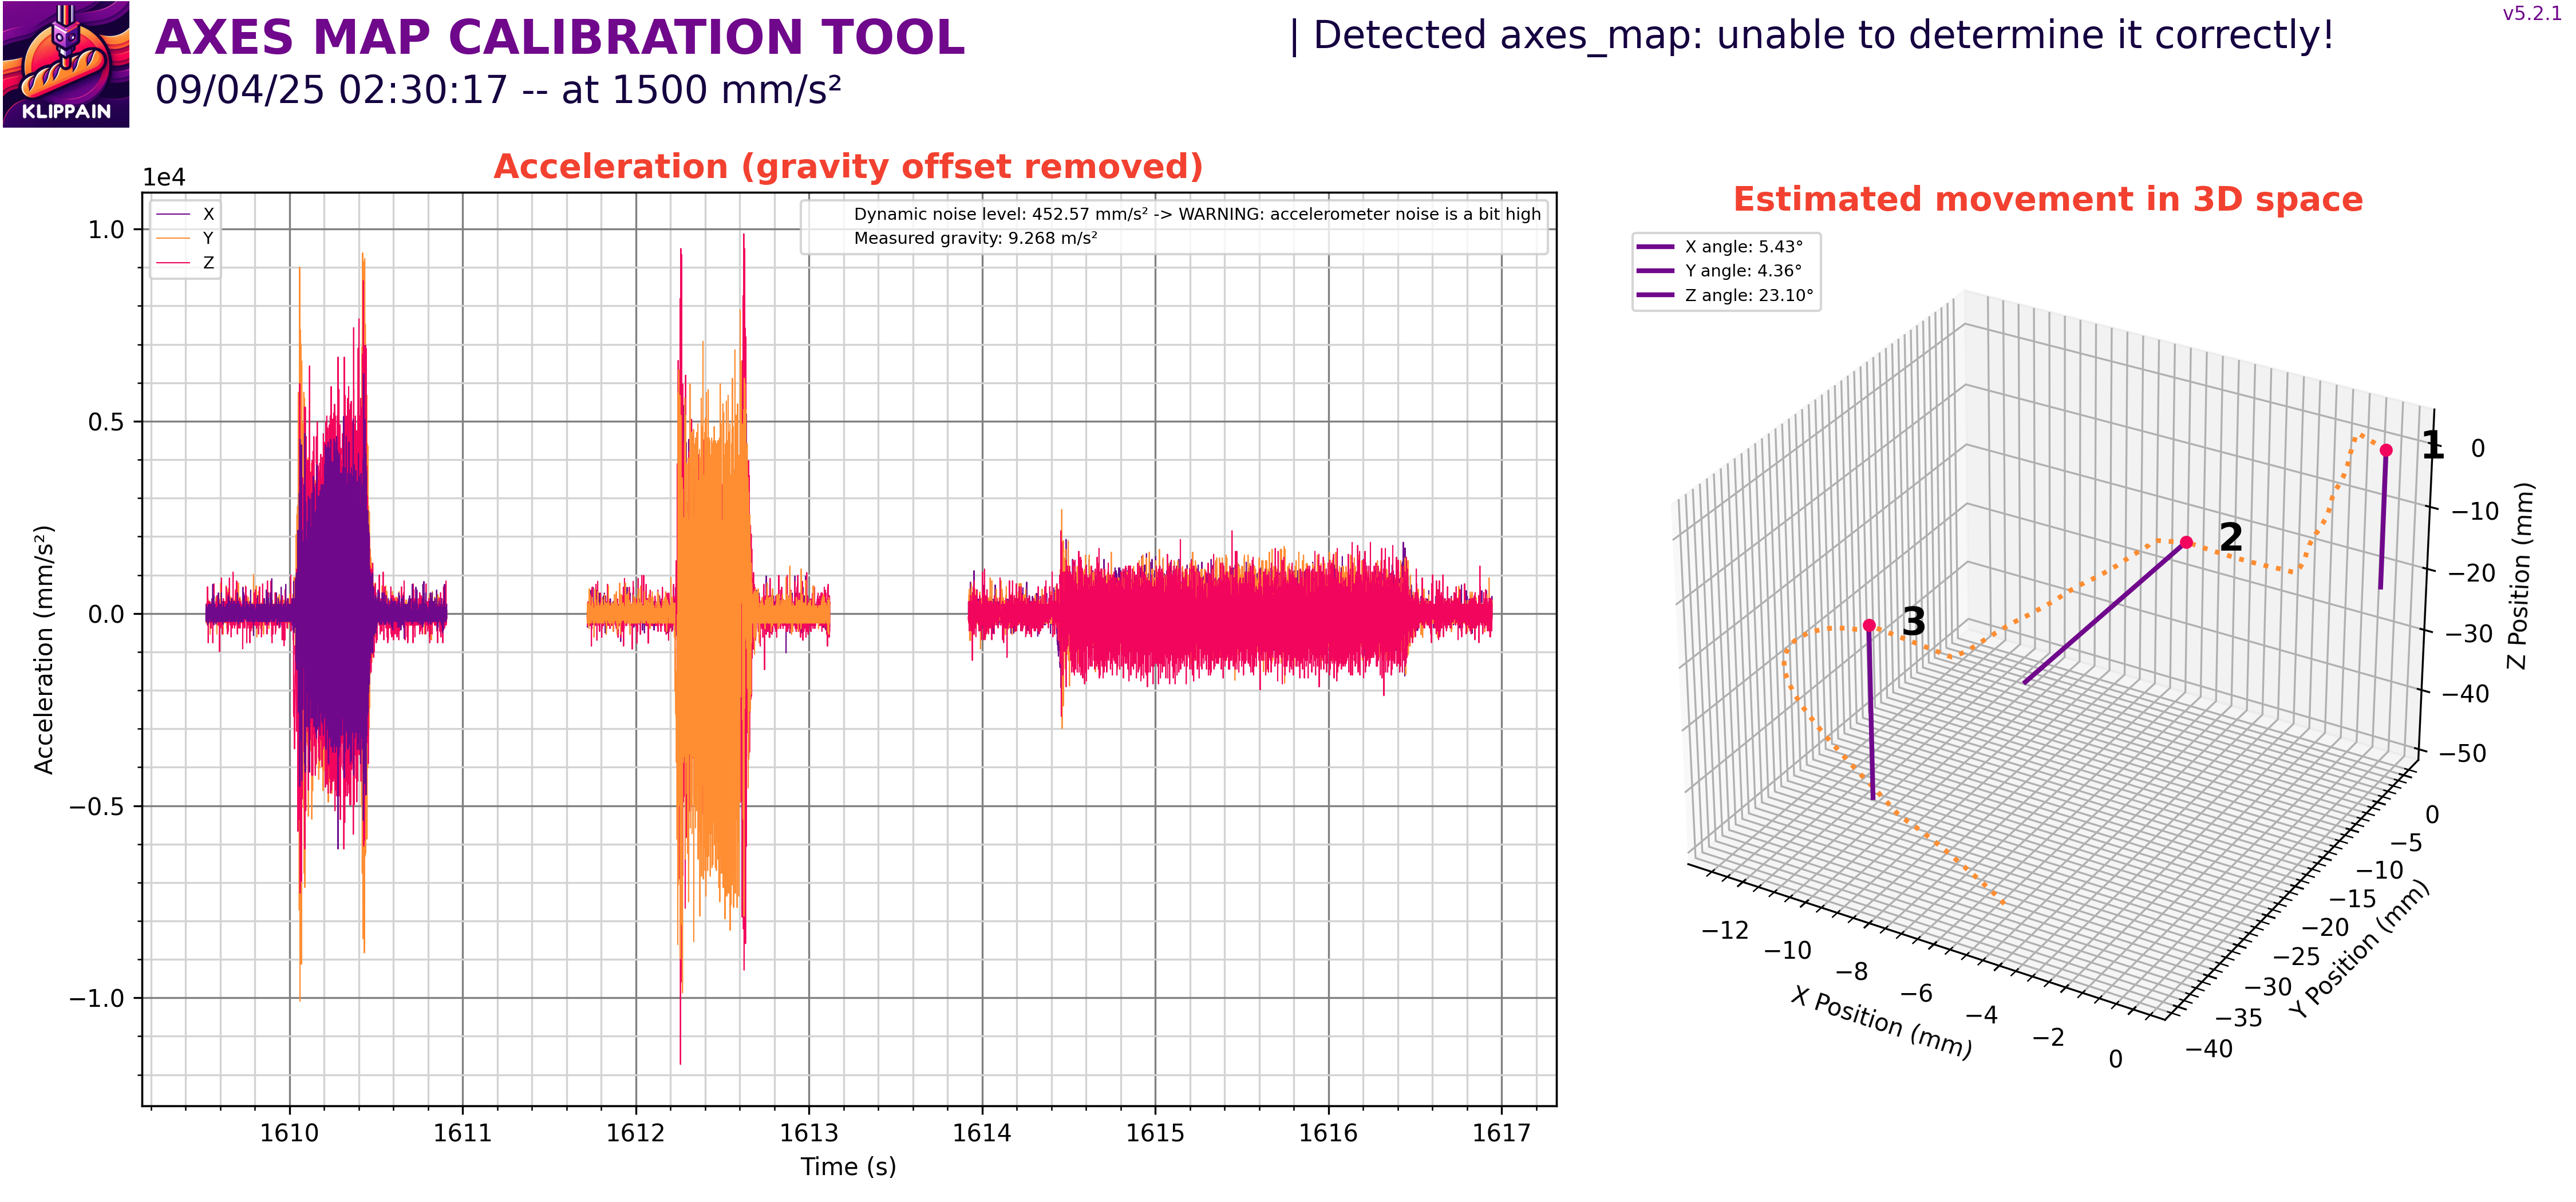 AXES MAP CALIBRATION TOOL
09/04/25 02:30:17 -- at 1500 mm/s²
| Detected axes_map: unable to determine it correctly!
v5.2.1
KLIPPAIN
Acceleration (gravity offset removed)
1e4
X
Y
Z
Dynamic noise level: 452.57 mm/s² -> WARNING: accelerometer noise is a bit high
Measured gravity: 9.268 m/s²
1.0
0.5
0.0
−0.5
−1.0
Acceleration (mm/s²)
1610
1611
1612
1613
1614
1615
1616
1617
Time (s)
Estimated movement in 3D space
X angle: 5.43°
Y angle: 4.36°
Z angle: 23.10°
1
2
3
0
−10
−20
−30
−40
−50
Z Position (mm)
0
−5
−10
−15
−20
−25
−30
−35
−40
Y Position (mm)
−12
−10
−8
−6
−4
−2
0
X Position (mm)